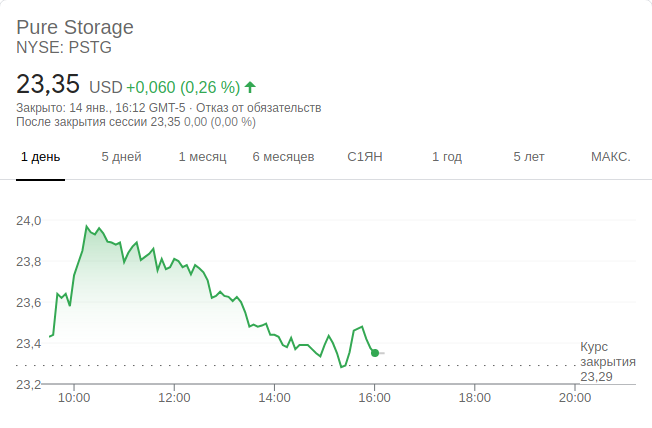 Pure Storage
NYSE: PSTG
23,35 USD +0,060 (0,26 %)
Закрыто: 14 янв., 16:12 GMT-5 · Отказ от обязательств
После закрытия сессии 23,35 0,00 (0,00 %)
1 день 5 дней 1 месяц 6 месяцев С1ЯН 1 год 5 лет МАКС.
24,0
23,8
23,6
23,4
Курс
закрытия
23,29
23,2
10:00 12:00 14:00 16:00 18:00 20:00